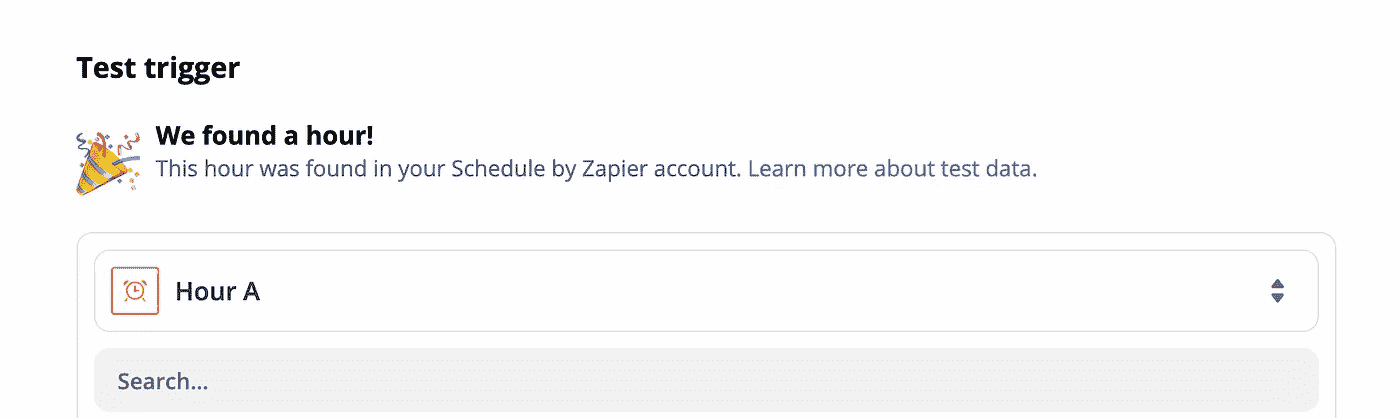 Test trigger
We found a hour!
This hour was found in your Schedule by Zapier account. Learn more about test data.
Hour A
Search...